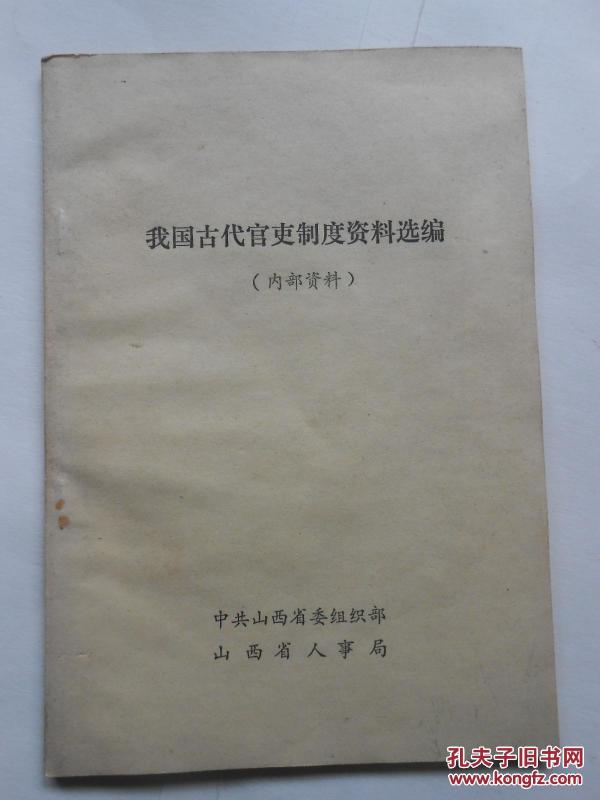 我国古代官吏制度资料选编
（内部资料）
中共山西省委组织部
山西省人事局
孔夫子旧书网
www.kongfz.com